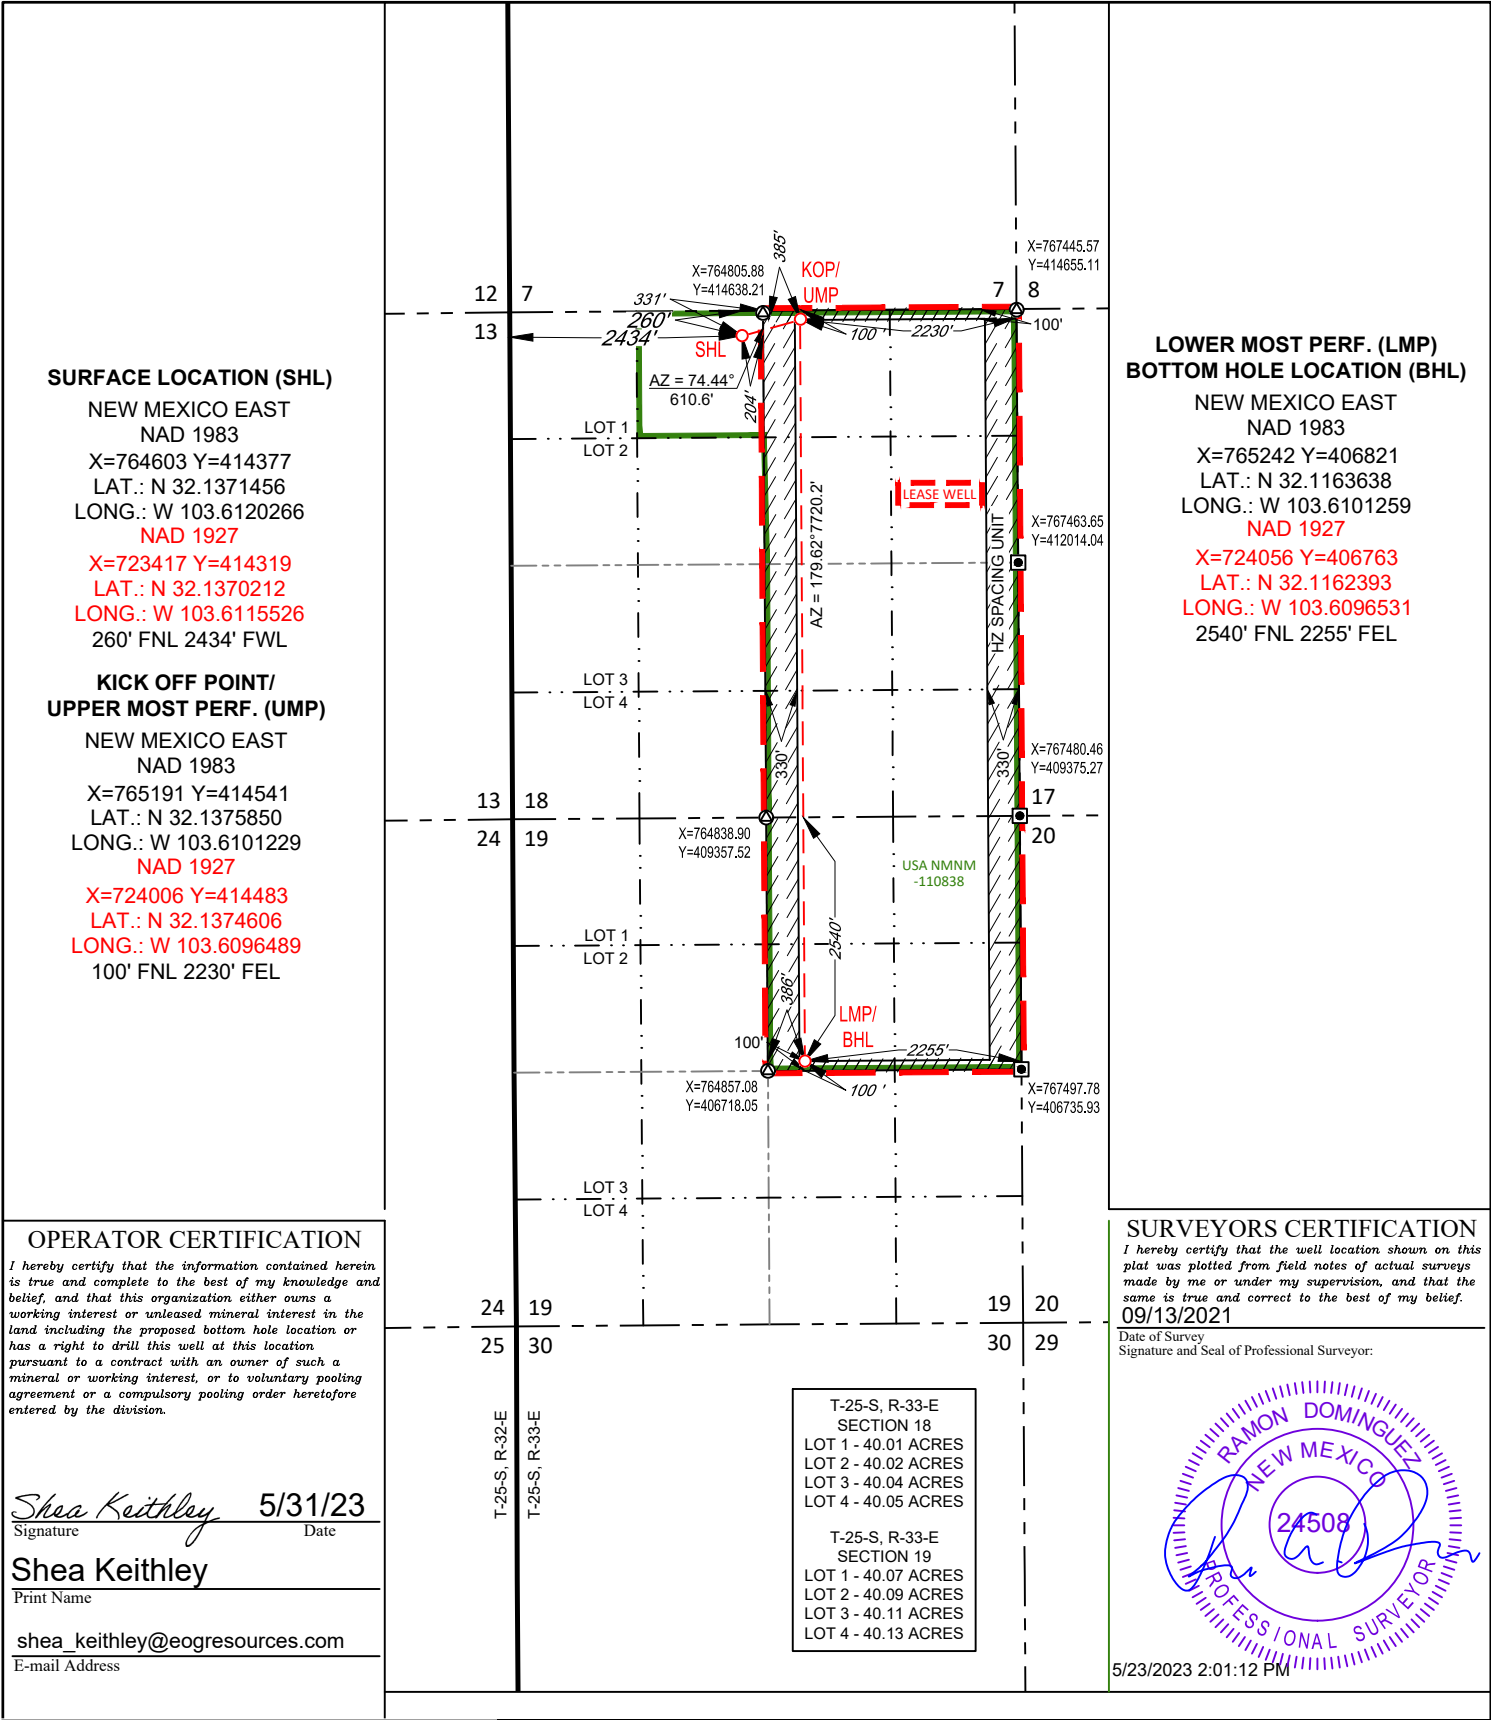 SURFACE LOCATION (SHL)
NEW MEXICO EAST
NAD 1983
X=764603 Y=414377
LAT.: N 32.1371456
LONG.: W 103.6120266
NAD 1927
X=723417 Y=414319
LAT.: N 32.1370212
LONG.: W 103.6115526
260' FNL 2434' FWL
KICK OFF POINT/
UPPER MOST PERF. (UMP)
NEW MEXICO EAST
NAD 1983
X=765191 Y=414541
LAT.: N 32.1375850
LONG.: W 103.6101229
NAD 1927
X=724006 Y=414483
LAT.: N 32.1374606
LONG.: W 103.6096489
100' FNL 2230' FEL
X=764805.88
Y=414638.21
385'
KOP/
UMP
X=767445.57
Y=414655.11
12 7
13
7 8
331'
260'
2434'
SHL
100 '
2230'
100'
AZ = 74.44°
610.6'
204'
LOT 1
LOT 2
LEASE WELL
AZ = 179.62° 7720.2'
HZ SPACING UNIT
X=767463.65
Y=412014.04
LOT 3
LOT 4
330'
330'
X=767480.46
Y=409375.27
13 18
24 19
17
20
X=764838.90
Y=409357.52
USA NMNM
-110838
2540'
LOT 1
LOT 2
386'
LMP/
BHL
100'
2255'
100 '
X=764857.08
Y=406718.05
X=767497.78
Y=406735.93
LOT 3
LOT 4
24 19
25 30
19 20
30 29
T-25-S, R-32-E
T-25-S, R-33-E
T-25-S, R-33-E
SECTION 18
LOT 1 - 40.01 ACRES
LOT 2 - 40.02 ACRES
LOT 3 - 40.04 ACRES
LOT 4 - 40.05 ACRES
T-25-S, R-33-E
SECTION 19
LOT 1 - 40.07 ACRES
LOT 2 - 40.09 ACRES
LOT 3 - 40.11 ACRES
LOT 4 - 40.13 ACRES
LOWER MOST PERF. (LMP)
BOTTOM HOLE LOCATION (BHL)
NEW MEXICO EAST
NAD 1983
X=765242 Y=406821
LAT.: N 32.1163638
LONG.: W 103.6101259
NAD 1927
X=724056 Y=406763
LAT.: N 32.1162393
LONG.: W 103.6096531
2540' FNL 2255' FEL
OPERATOR CERTIFICATION
I hereby certify that the information contained herein
is true and complete to the best of my knowledge and
belief, and that this organization either owns a
working interest or unleased mineral interest in the
land including the proposed bottom hole location or
has a right to drill this well at this location
pursuant to a contract with an owner of such a
mineral or working interest, or to voluntary pooling
agreement or a compulsory pooling order heretofore
entered by the division.
Shea Keithley 5/31/23
Signature Date
Shea Keithley
Print Name
shea_keithley@eogresources.com
E-mail Address
SURVEYORS CERTIFICATION
I hereby certify that the well location shown on this
plat was plotted from field notes of actual surveys
made by me or under my supervision, and that the
same is true and correct to the best of my belief.
09/13/2021
Date of Survey
Signature and Seal of Professional Surveyor:
RAMON DOMINGUEZ
NEW MEXICO
24508
PROFESSIONAL SURVEYOR
5/23/2023 2:01:12 PM